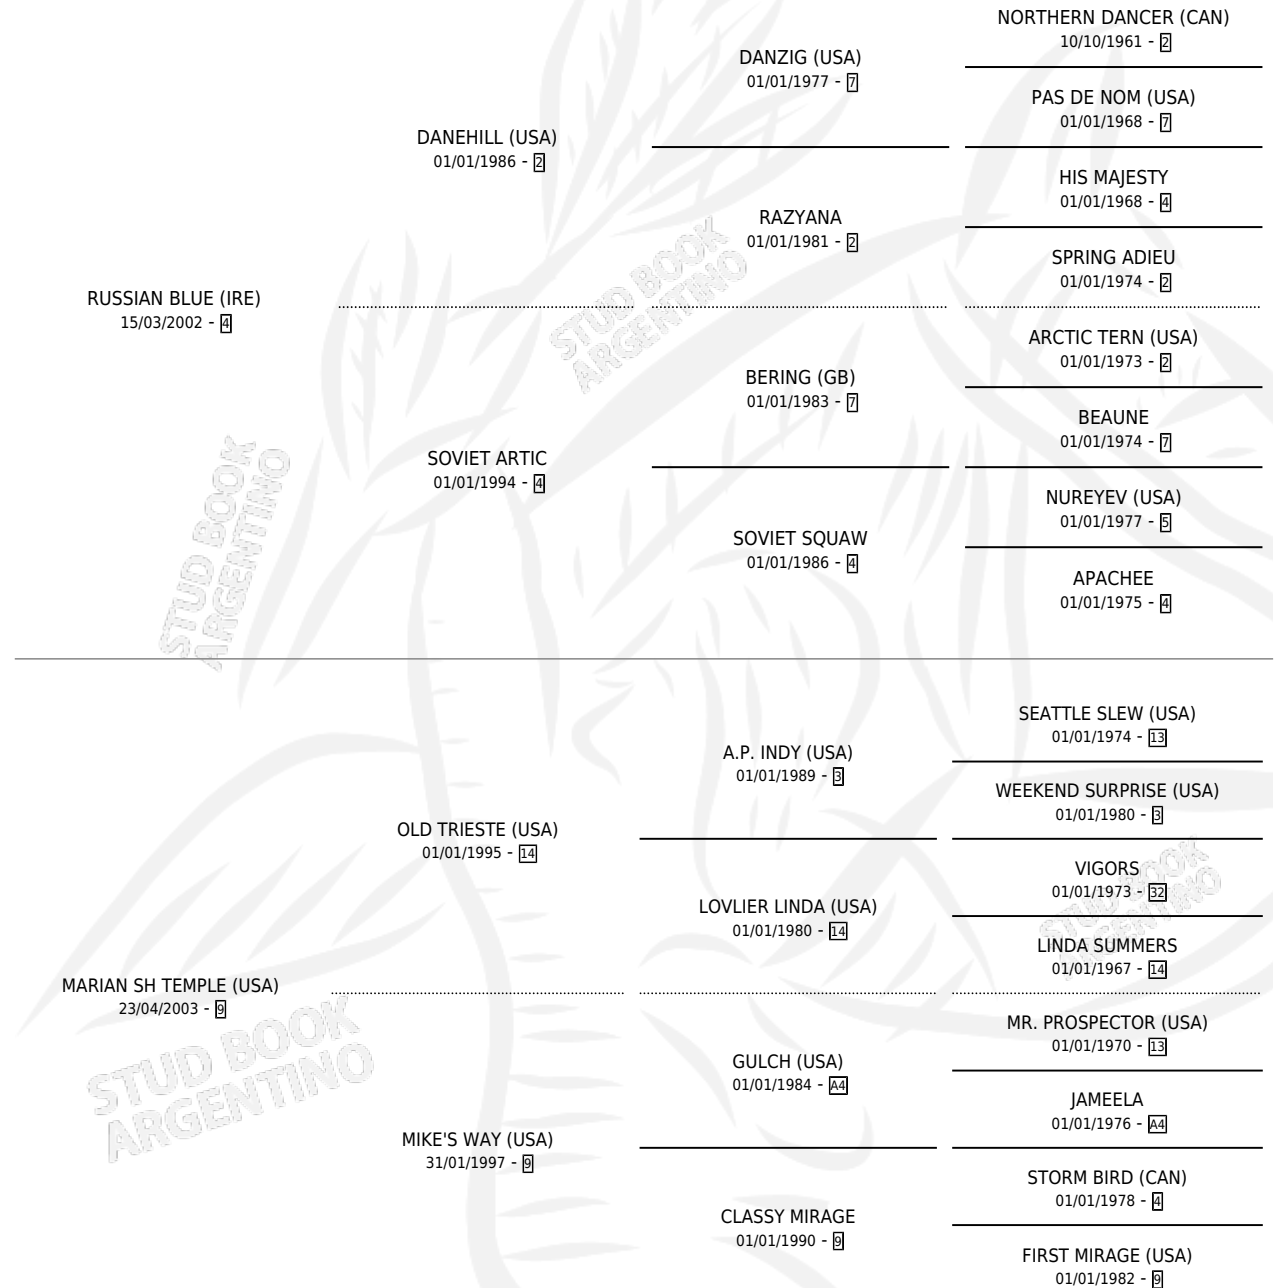 NORTHERN DANCER (CAN)
10/10/1961 - 2
DANZIG (USA)
01/01/1977 - 7
PAS DE NOM (USA)
01/01/1968 - 7
DANEHILL (USA)
01/01/1986 - 2
HIS MAJESTY
01/01/1968 - 4
RAZYANA
01/01/1981 - 2
SPRING ADIEU
01/01/1974 - 2
RUSSIAN BLUE (IRE)
15/03/2002 - 4
STUD BOOK
ARGENTINO
ARCTIC TERN (USA)
01/01/1973 - 2
BERING (GB)
01/01/1983 - 7
BEAUNE
01/01/1974 - 7
SOVIET ARTIC
01/01/1994 - 4
NUREYEV (USA)
01/01/1977 - 5
SOVIET SQUAW
01/01/1986 - 4
APACHEE
01/01/1975 - 4
STUD BOOK
ARGENTINO
SEATTLE SLEW (USA)
01/01/1974 - 13
A.P. INDY (USA)
01/01/1989 - 3
WEEKEND SURPRISE (USA)
01/01/1980 - 3
OLD TRIESTE (USA)
01/01/1995 - 14
VIGORS
01/01/1973 - 32
LOVLIER LINDA (USA)
01/01/1980 - 14
LINDA SUMMERS
01/01/1967 - 14
STUD BOOK
ARGENTINO
MARIAN SH TEMPLE (USA)
23/04/2003 - 9
MR. PROSPECTOR (USA)
01/01/1970 - 13
GULCH (USA)
01/01/1984 - A4
JAMEELA
01/01/1976 - A4
STUD BOOK
ARGENTINO
MIKE'S WAY (USA)
31/01/1997 - 9
STORM BIRD (CAN)
01/01/1978 - 4
CLASSY MIRAGE
01/01/1990 - 9
FIRST MIRAGE (USA)
01/01/1982 - 9